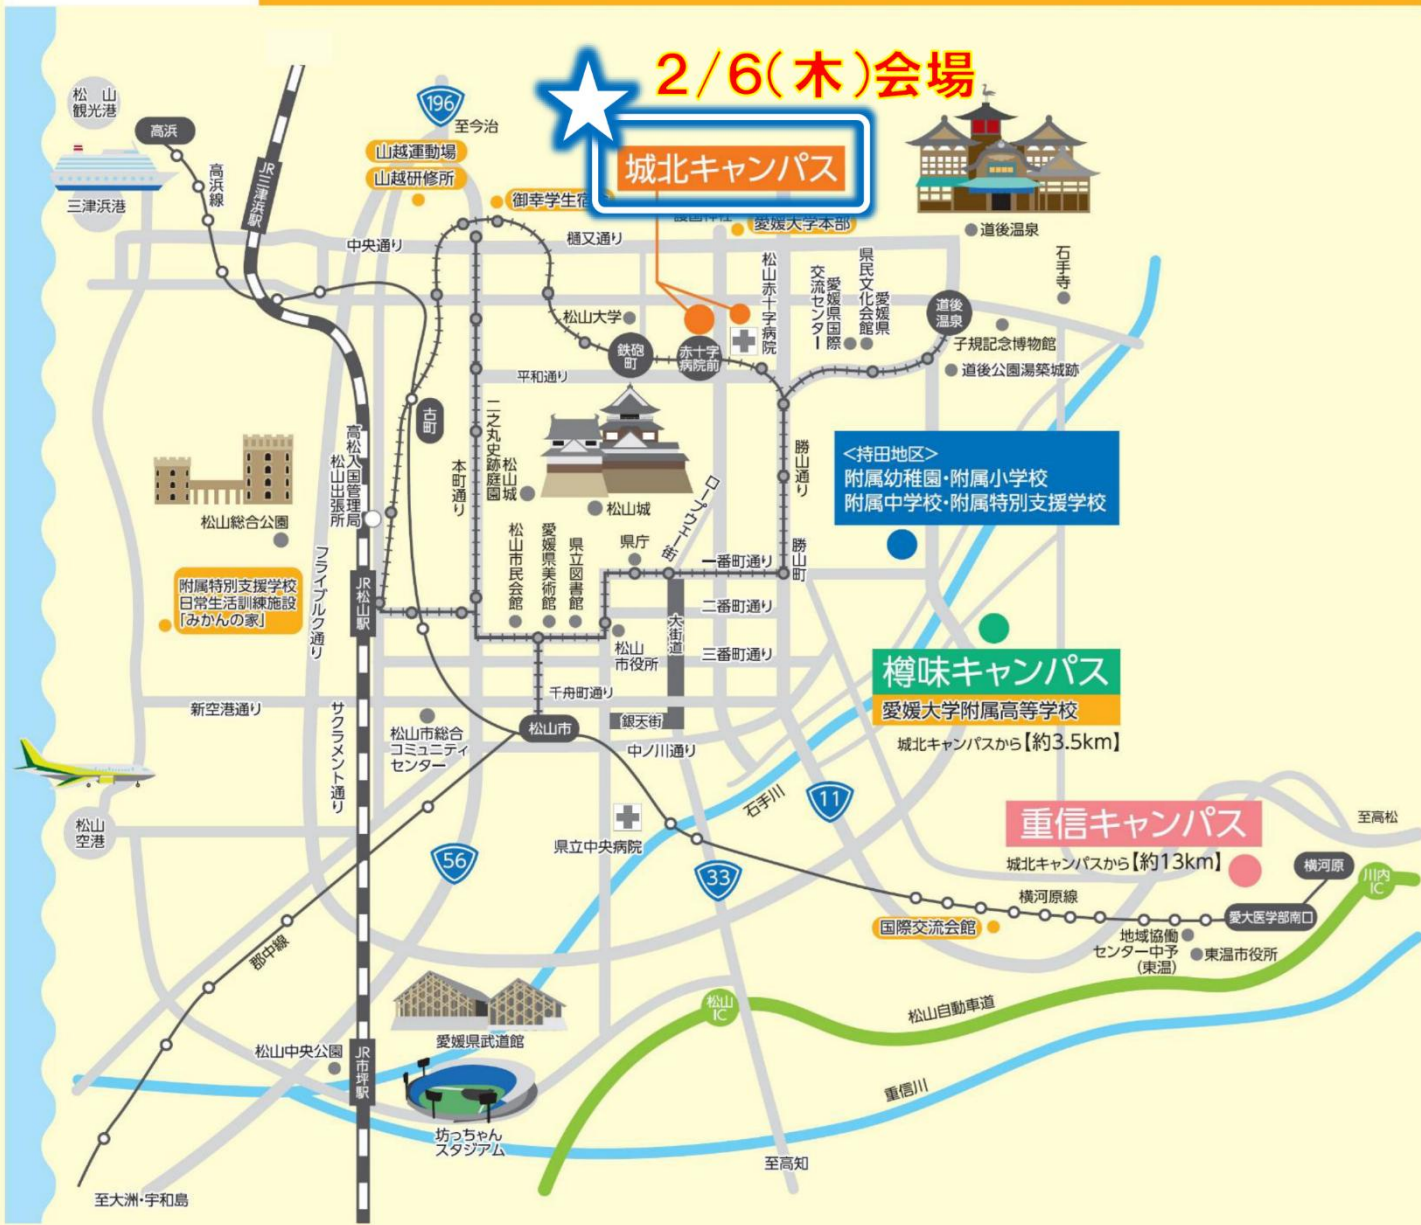 2/6(木)会場
城北キャンパス
松山
観光港
高浜
三津浜港
高浜線
JR三津浜駅
196
至今治
山越運動場
山越研修所
御幸学生宿
愛媛大学本部
道後温泉
中央通り
樋又通り
石手寺
松山大学
鉄砲
町
赤十字
病院前
松山赤十字病院
愛媛県国際
交流センター
愛媛県
県民文化会館
道後
温泉
子規記念博物館
道後公園湯築城跡
平和通り
古町
高松入国管理局
松山出張所
本町通り
二之丸史跡庭園
松山城
松山城
ロープウェー街
勝山通り
<持田地区>
附属幼稚園・附属小学校
附属中学校・附属特別支援学校
松山総合公園
松山市民会館
愛媛県美術館
県立図書館
県庁
一番町通り
勝山町
附属特別支援学校
日常生活訓練施設
「みかんの家」
フライブルク通り
JR松山駅
松山
市役所
大街道
二番町通り
三番町通り
樽味キャンパス
愛媛大学附属高等学校
城北キャンパスから【約3.5km】
新空港通り
サクラメント通り
松山市総合
コミュニティ
センター
千舟町通り
松山市
銀天街
中ノ川通り
石手川
11
松山
空港
県立中央病院
56
33
重信キャンパス
城北キャンパスから【約13km】
至高松
横河原
川内
IC
横河原線
愛大医学部南口
国際交流会館
地域協働
センター中予
(東温)
東温市役所
郡中線
松山
IC
松山自動車道
愛媛県武道館
松山中央公園
JR市坪駅
重信川
坊っちゃん
スタジアム
至高知
至大洲・宇和島